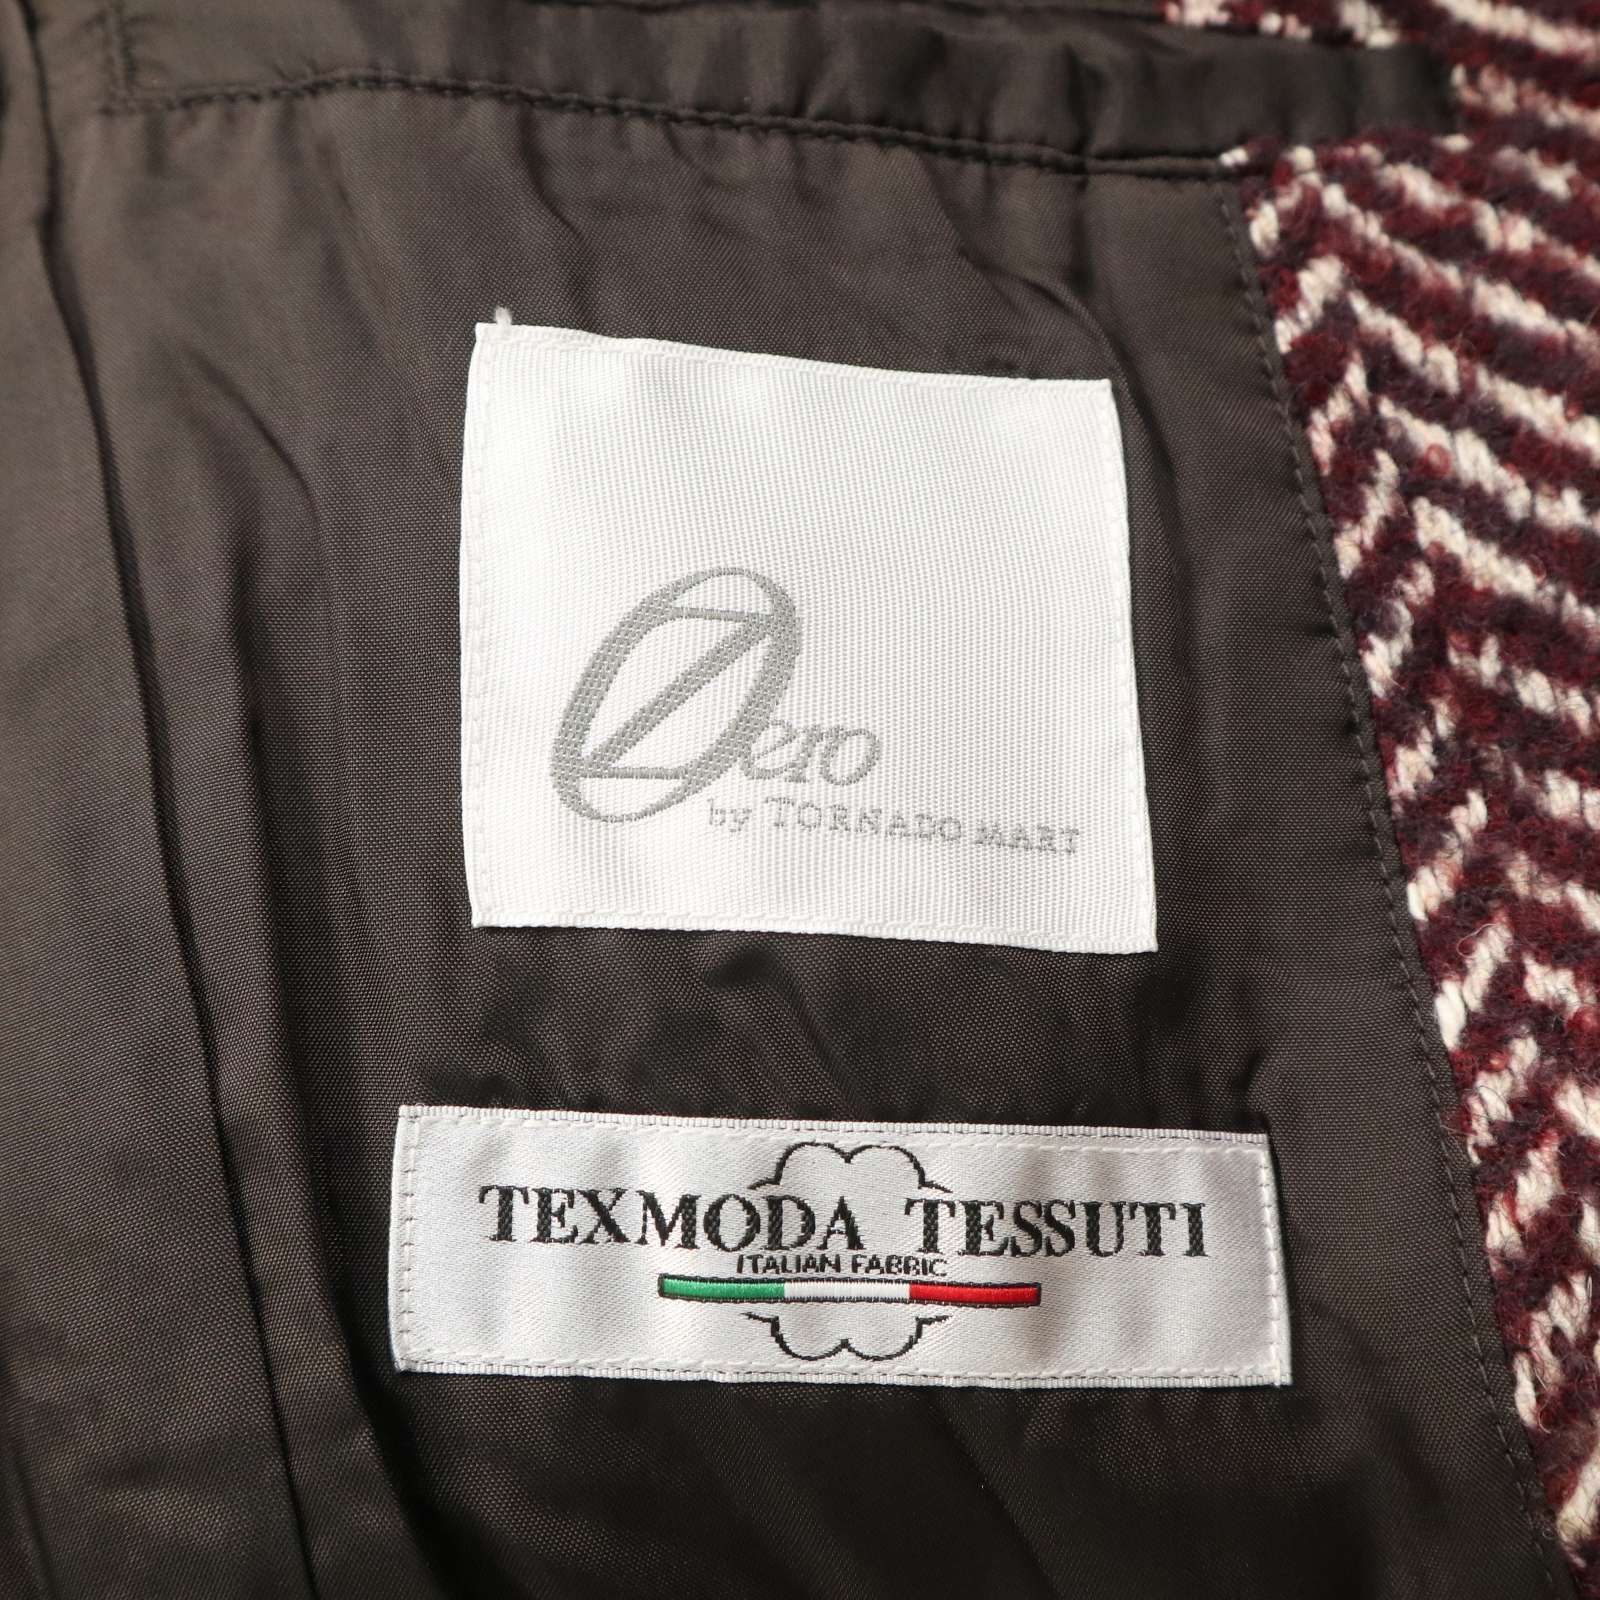 Zero
by TORNADO MART
TEXMODA TESSUTI
ITALIAN FABRIC